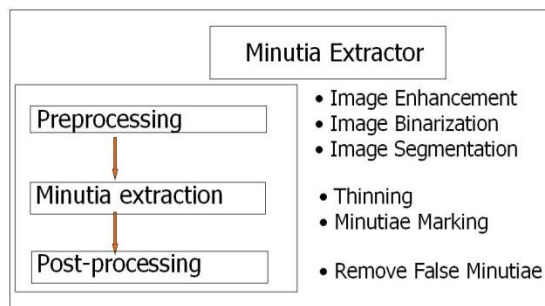 Minutia Extractor
Preprocessing
Minutia extraction
Post-processing
• Image Enhancement
• Image Binarization
• Image Segmentation
• Thinning
• Minutiae Marking
• Remove False Minutiae